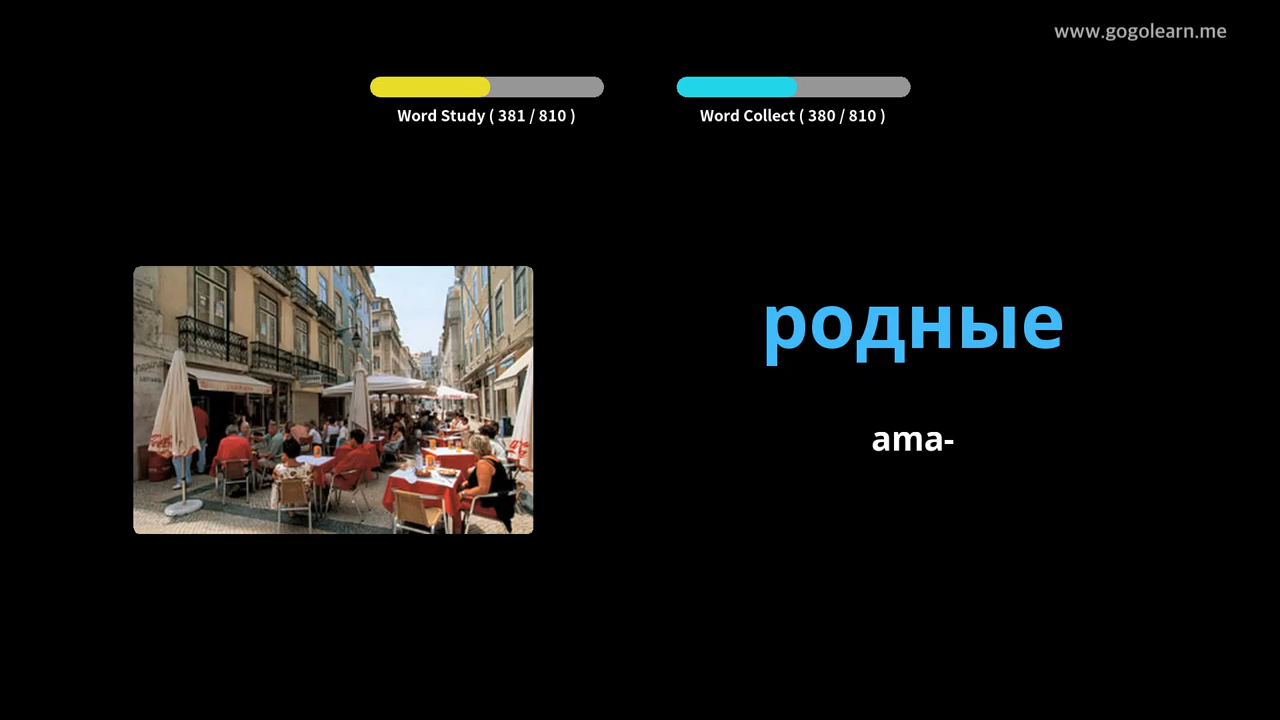 www.gogolearn.me
Word Study ( 381 / 810 )
Word Collect ( 380 / 810 )
родные
ama-